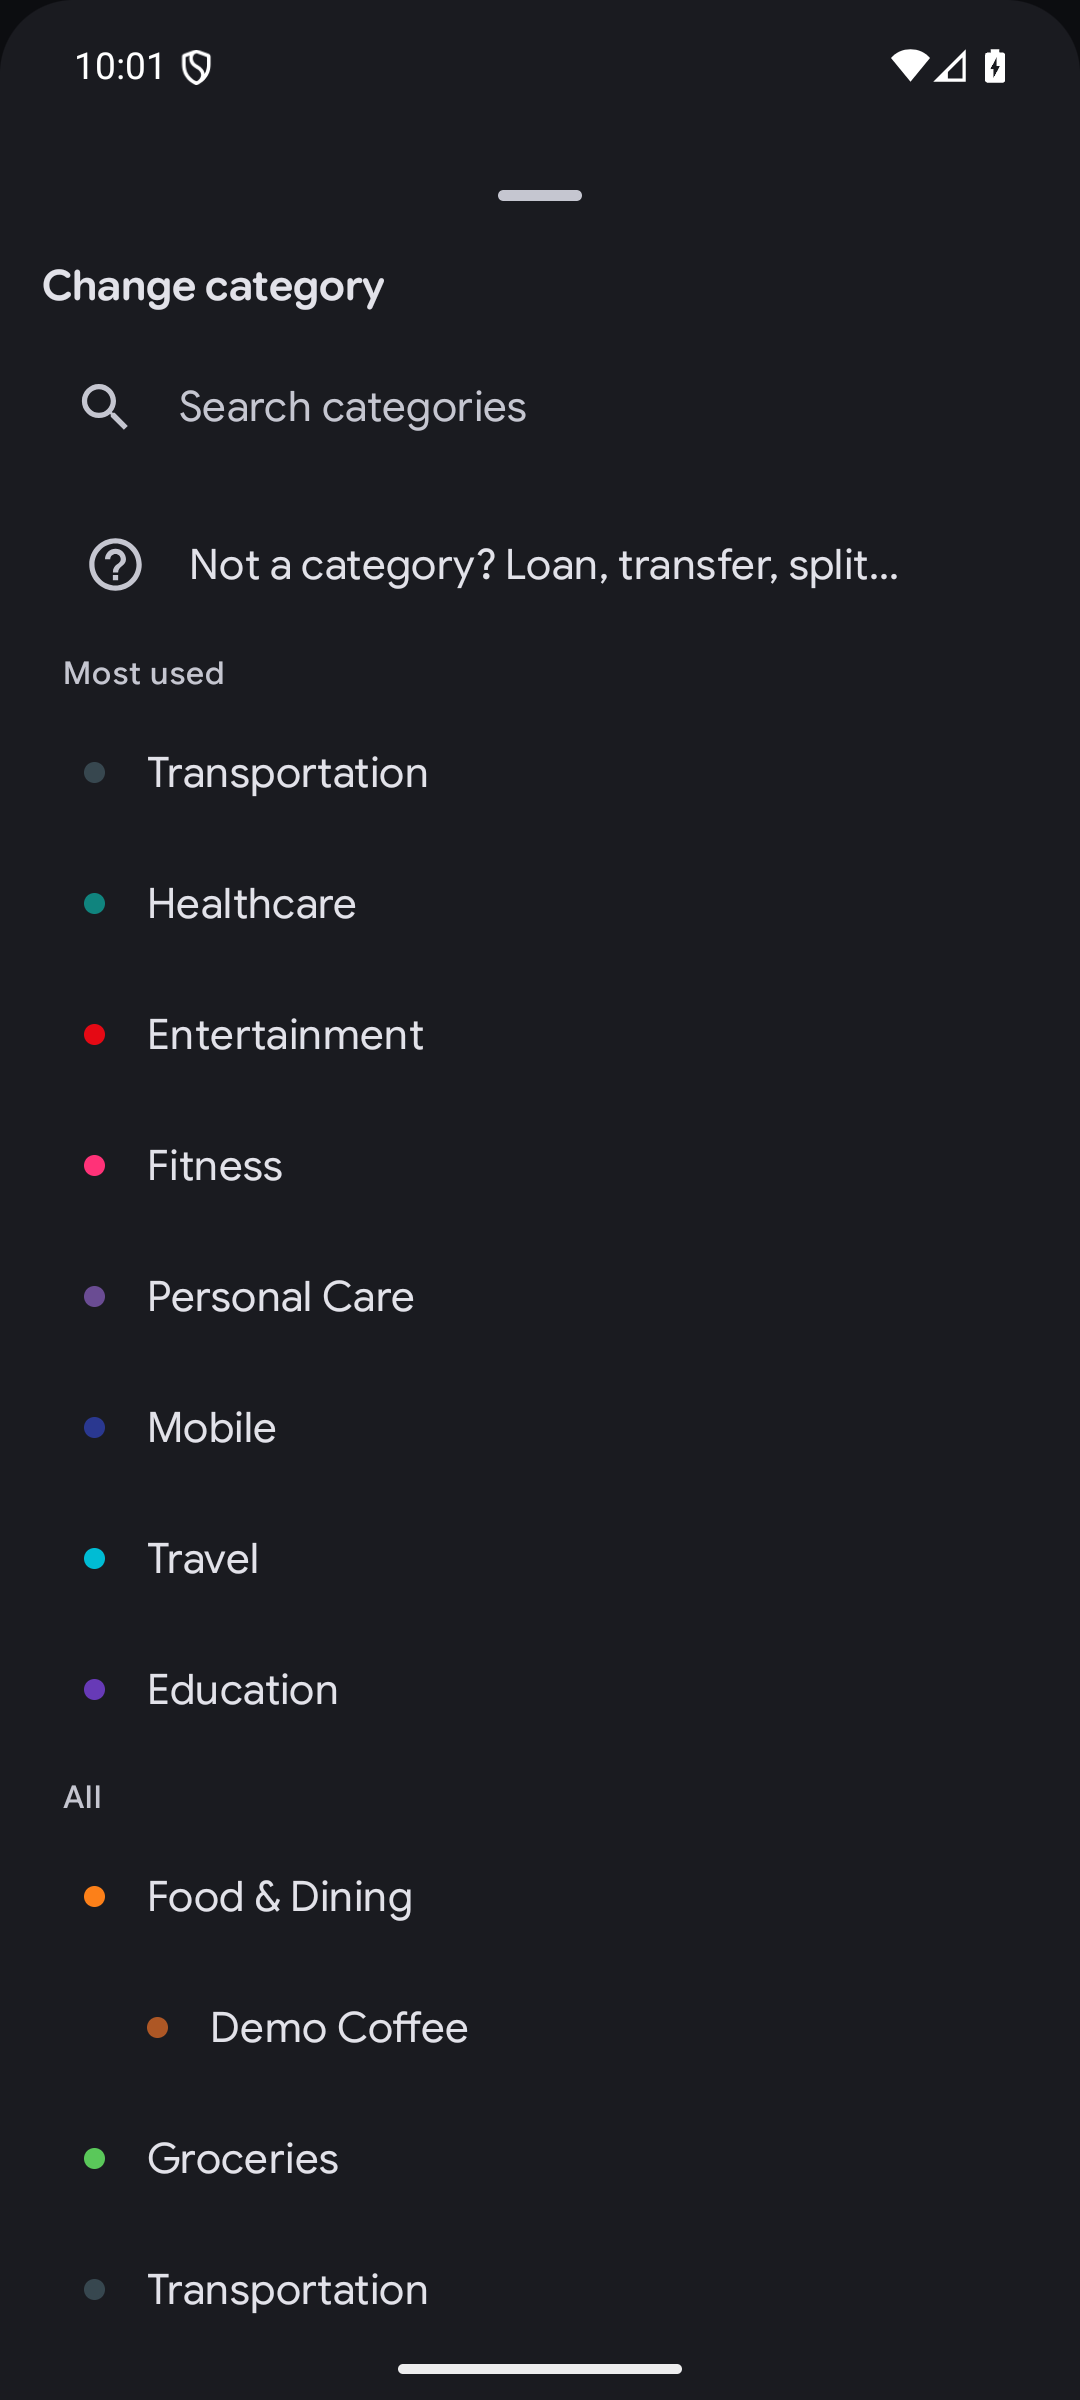 10:01
Change category
Search categories
Not a category? Loan, transfer, split...
Most used
Transportation
Healthcare
Entertainment
Fitness
Personal Care
Mobile
Travel
Education
All
Food & Dining
Demo Coffee
Groceries
Transportation